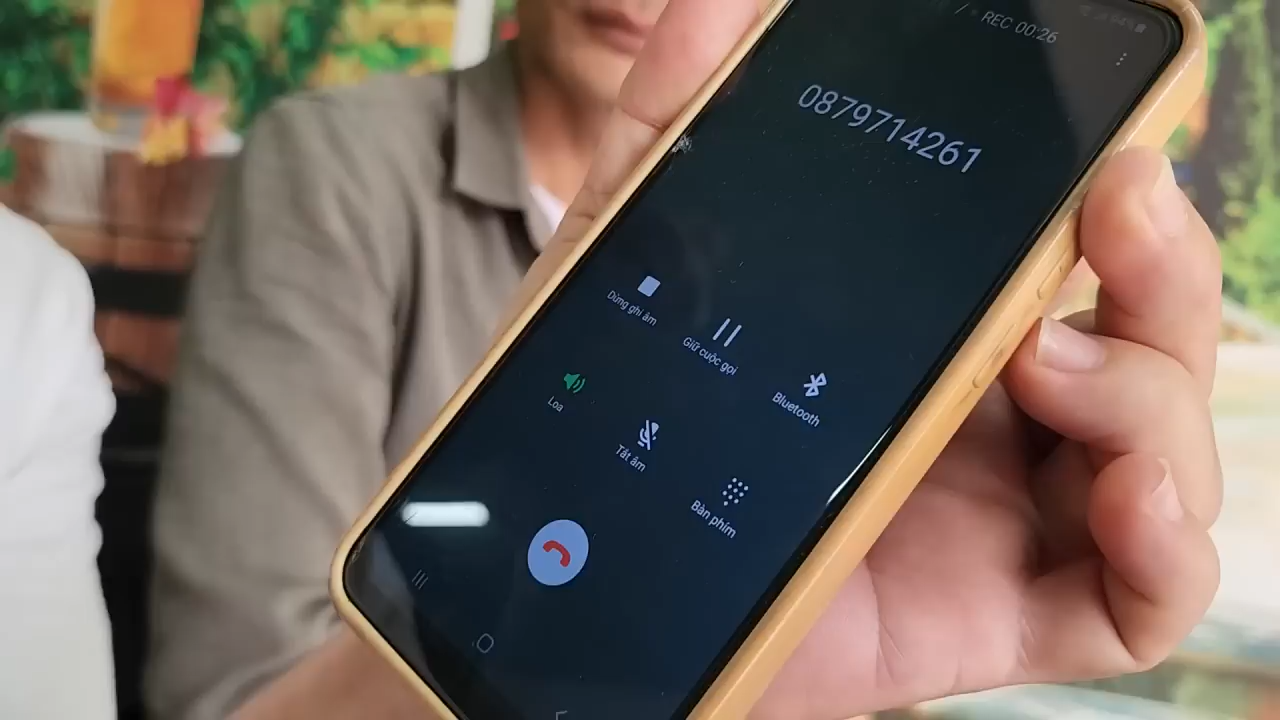 REC 00:26
0879714261
Dừng ghi âm
Giữ cuộc gọi
Bluetooth
Loa
Tắt âm
Bàn phím